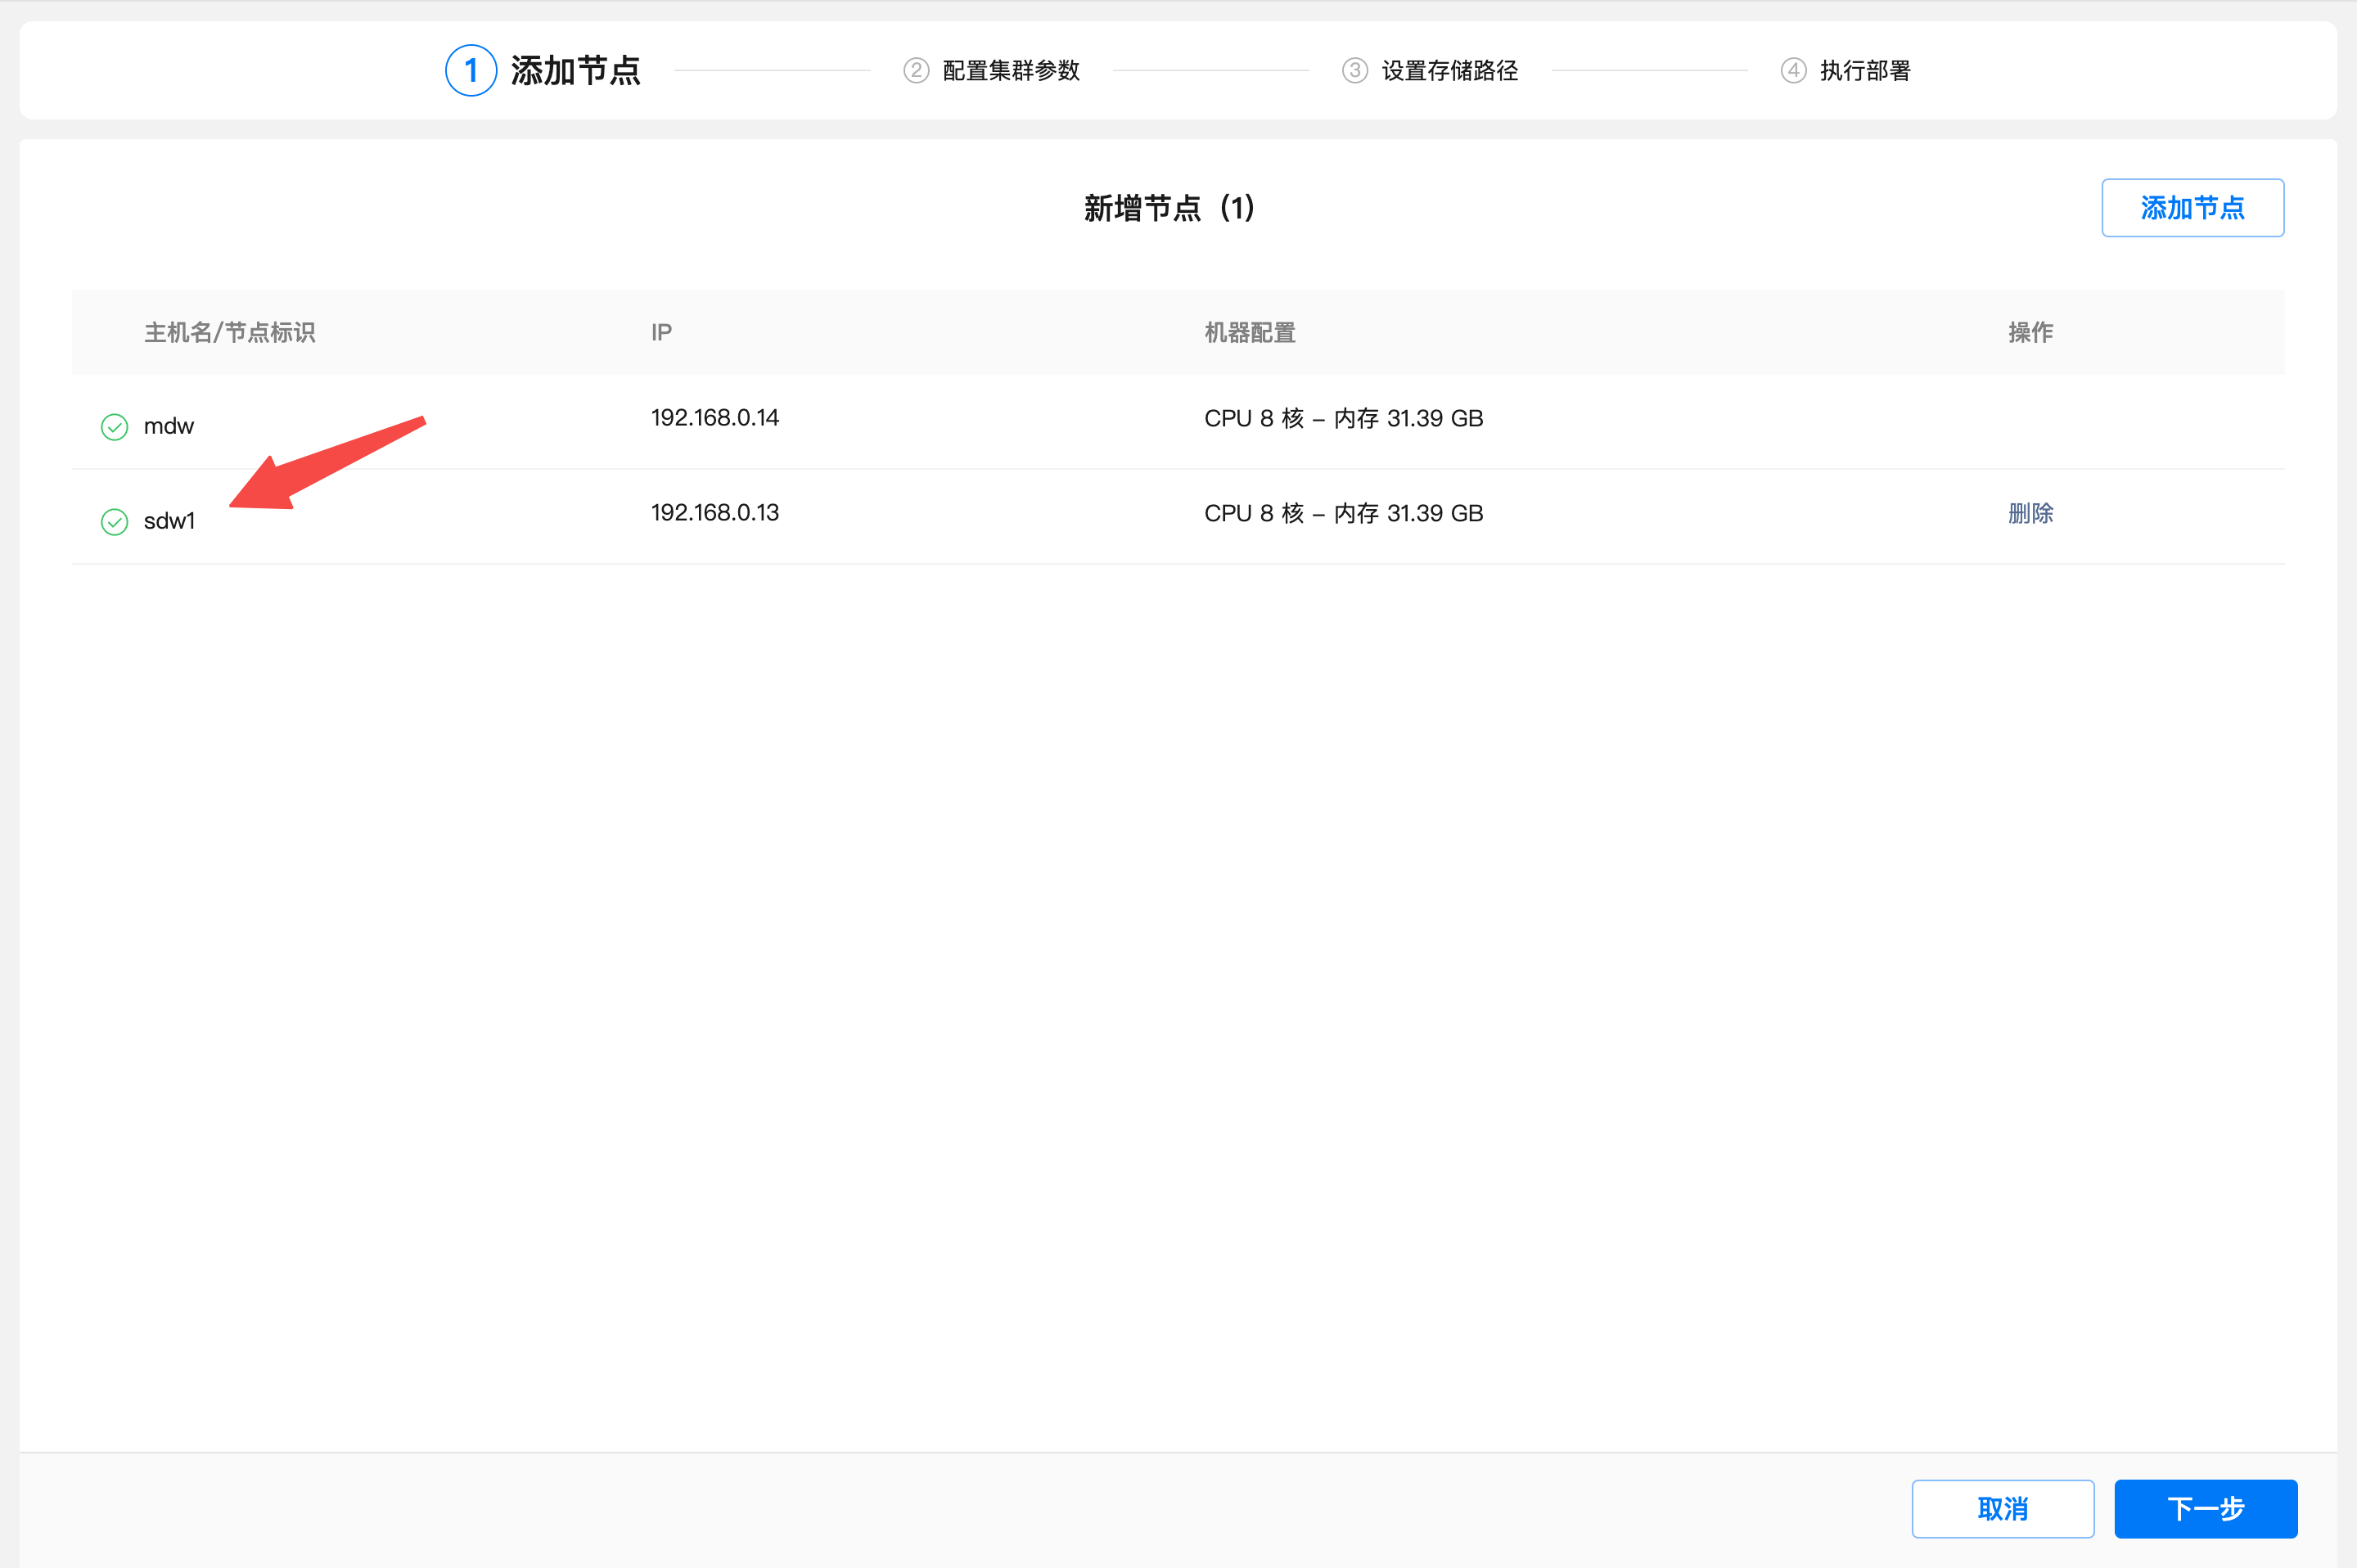 1 添加节点 2 配置集群参数 3 设置存储路径 4 执行部署
新增节点（1） 添加节点
主机名/节点标识 IP 机器配置 操作
mdw 192.168.0.14 CPU 8 核 – 内存 31.39 GB
sdw1 192.168.0.13 CPU 8 核 – 内存 31.39 GB 删除
取消 下一步